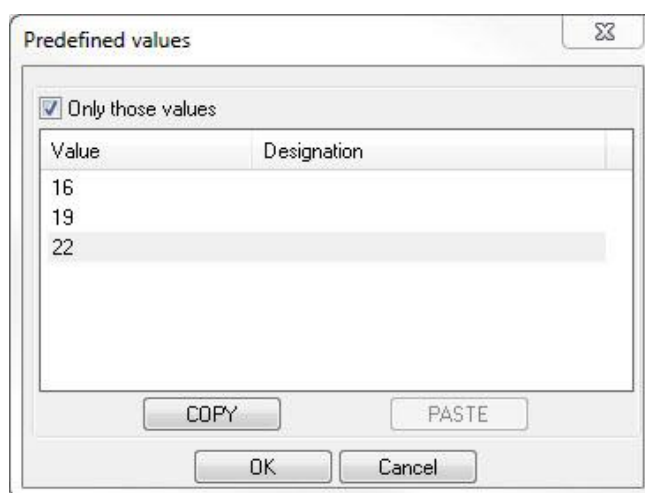 Predefined values
Only those values
Value Designation
16
19
22
COPY PASTE
OK Cancel